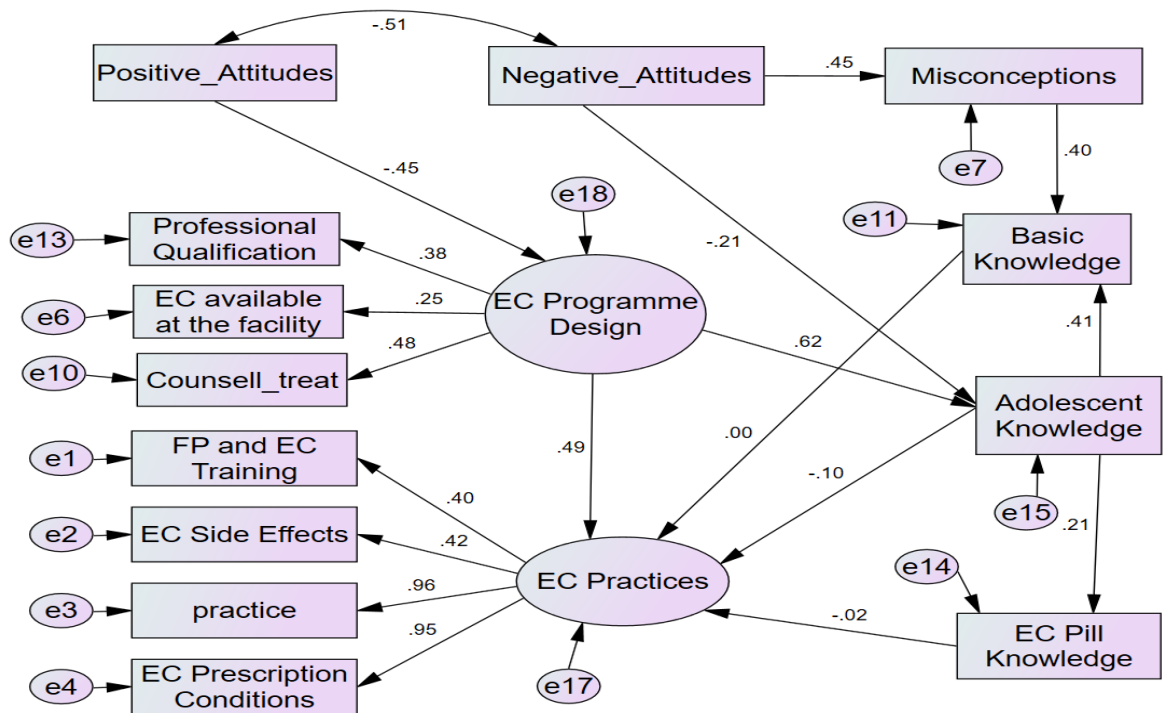 -.51
Positive_Attitudes
Negative_Attitudes
.45
Misconceptions
-.45
e18
e7
.40
e13
Professional
Qualification
.38
-.21
e11
Basic
Knowledge
e6
EC available
at the facility
.25
EC Programme
Design
.62
.41
e10
Counsell_treat
.48
Adolescent
Knowledge
e1
FP and EC
Training
.40
.49
.00
-.10
e15
.21
e2
EC Side Effects
.42
e14
e3
practice
.96
EC Practices
-.02
EC Pill
Knowledge
e4
EC Prescription
Conditions
.95
e17